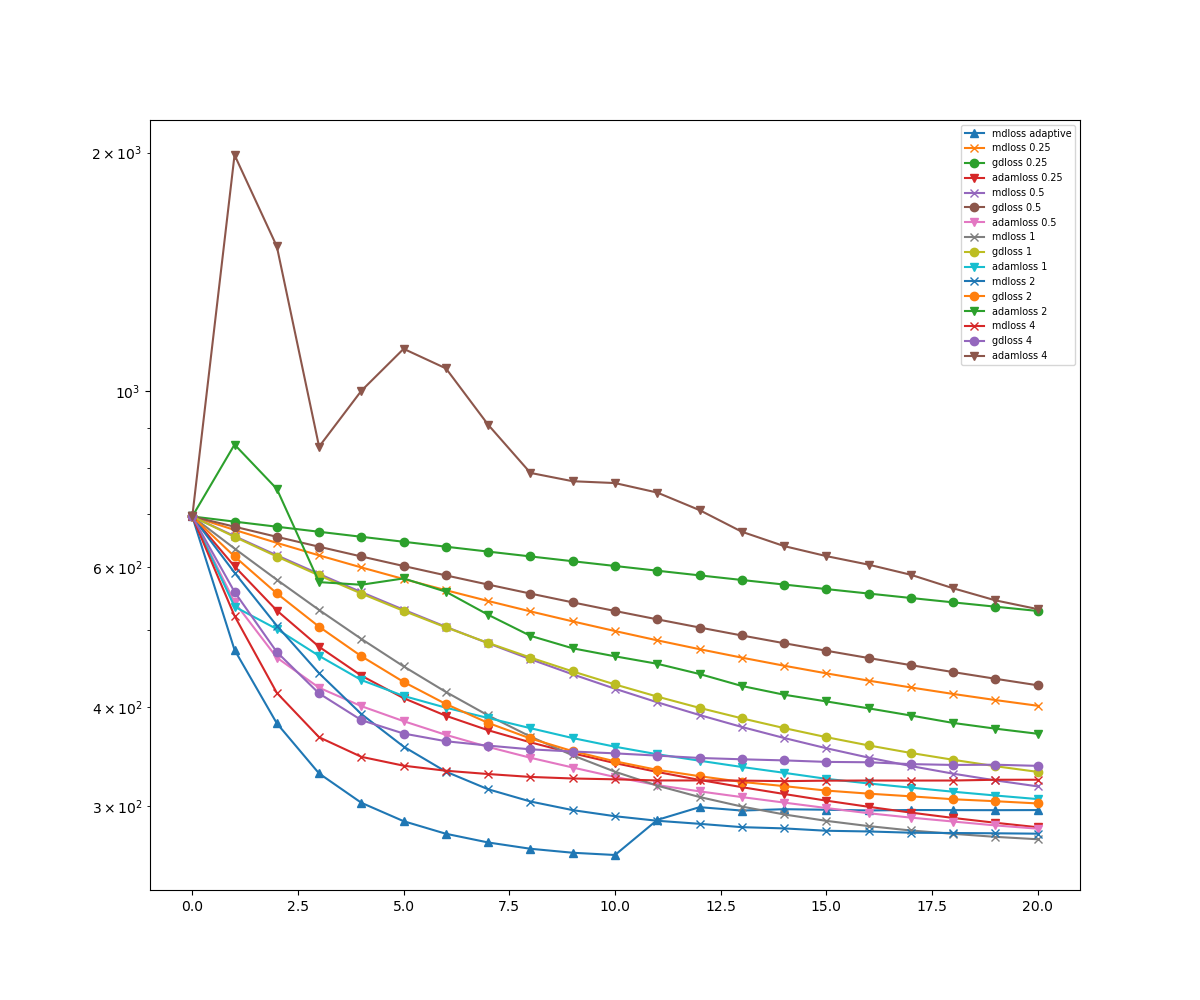 2 × 10³
10³
6 × 10²
4 × 10²
3 × 10²
0.0 2.5 5.0 7.5 10.0 12.5 15.0 17.5 20.0
mdloss adaptive
mdloss 0.25
gdloss 0.25
adamloss 0.25
mdloss 0.5
gdloss 0.5
adamloss 0.5
mdloss 1
gdloss 1
adamloss 1
mdloss 2
gdloss 2
adamloss 2
mdloss 4
gdloss 4
adamloss 4